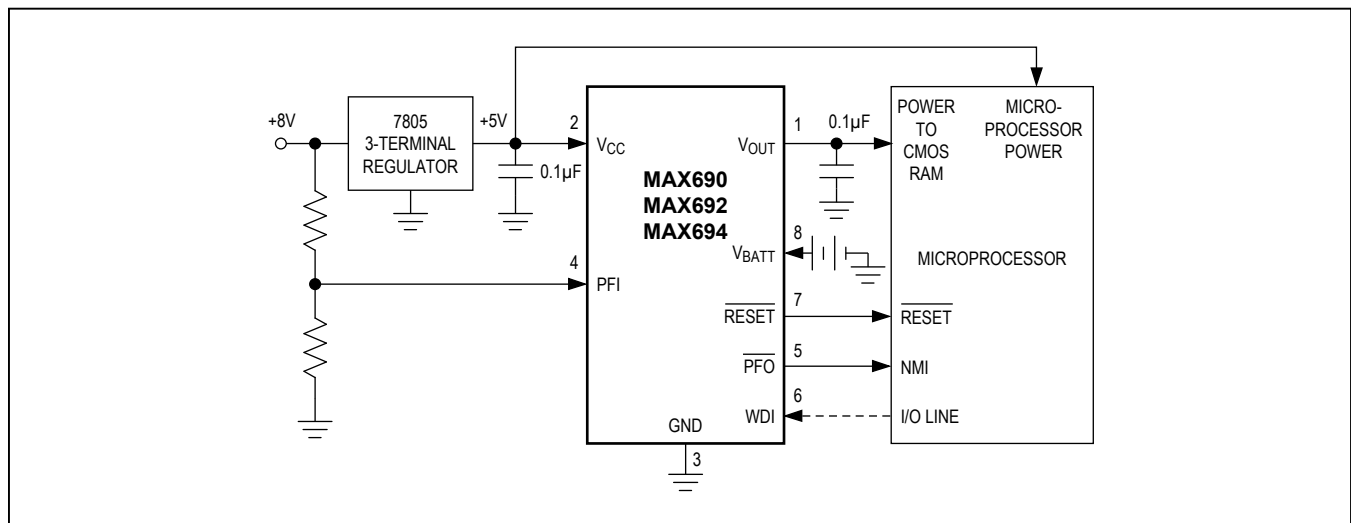 +8V
7805
3-TERMINAL
REGULATOR
+5V
0.1µF
2
VCC
4
PFI
MAX690
MAX692
MAX694
GND
3
1
VOUT
0.1µF
8
VBATT
7
RESET
5
PFO
6
WDI
POWER
TO
CMOS
RAM
MICRO-
PROCESSOR
POWER
MICROPROCESSOR
RESET
NMI
I/O LINE